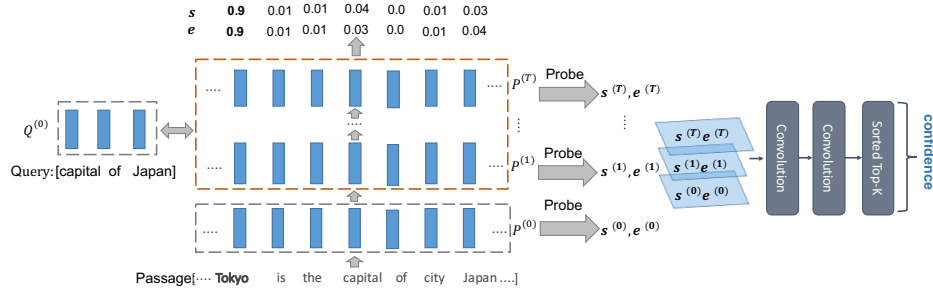 s 0.9 0.01 0.01 0.04 0.0 0.01 0.03
e 0.9 0.01 0.01 0.03 0.0 0.01 0.04
.... .... P^(T) Probe s^(T), e^(T)
....
Q^(0)
Query:[capital of Japan]
.... .... P^(1) Probe s^(1), e^(1)
.... .... P^(0) Probe s^(0), e^(0)
Passage[.... Tokyo is the capital of city Japan ....]
s^(T) e^(T)
s^(1) e^(1)
s^(0) e^(0)
Convolution
Convolution
Sorted Top-K
confidence